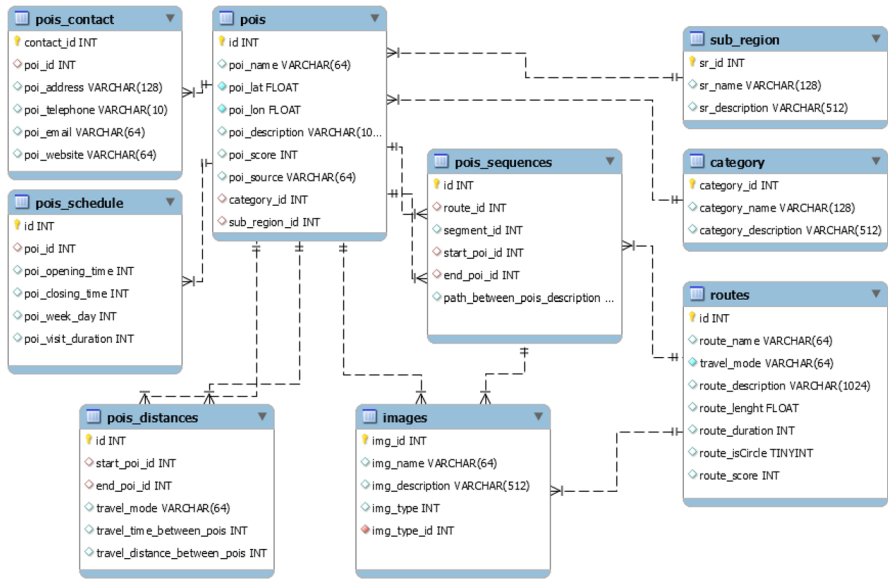 pois_contact
contact_id INT
poi_id INT
poi_address VARCHAR(128)
poi_telephone VARCHAR(10)
poi_email VARCHAR(64)
poi_website VARCHAR(64)
pois_schedule
id INT
poi_id INT
poi_opening_time INT
poi_closing_time INT
poi_week_day INT
poi_visit_duration INT
pois
id INT
poi_name VARCHAR(64)
poi_lat FLOAT
poi_lon FLOAT
poi_description VARCHAR(10...
poi_score INT
poi_source VARCHAR(64)
category_id INT
sub_region_id INT
pois_sequences
id INT
route_id INT
segment_id INT
start_poi_id INT
end_poi_id INT
path_between_pois_description ...
sub_region
sr_id INT
sr_name VARCHAR(128)
sr_description VARCHAR(512)
category
category_id INT
category_name VARCHAR(128)
category_description VARCHAR(512)
routes
id INT
route_name VARCHAR(64)
travel_mode VARCHAR(64)
route_description VARCHAR(1024)
route_lenght FLOAT
route_duration INT
route_isCircle TINYINT
route_score INT
pois_distances
id INT
start_poi_id INT
end_poi_id INT
travel_mode VARCHAR(64)
travel_time_between_pois INT
travel_distance_between_pois INT
images
img_id INT
img_name VARCHAR(64)
img_description VARCHAR(512)
img_type INT
img_type_id INT